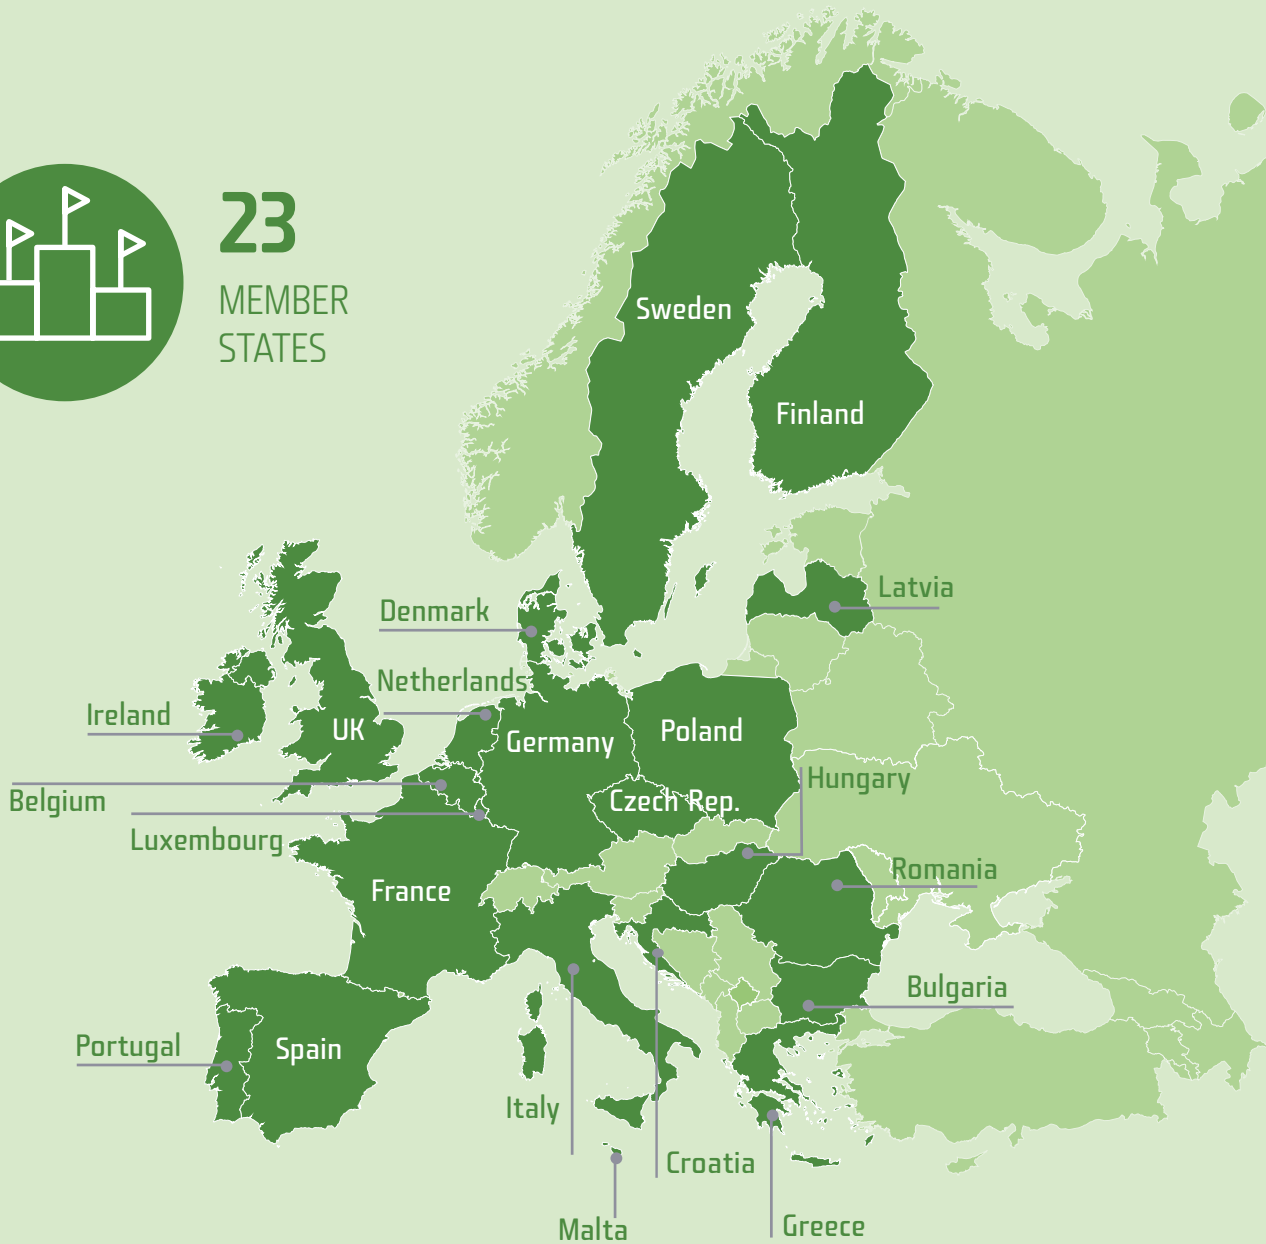 23
MEMBER
STATES
Sweden
Finland
Latvia
Denmark
Netherlands
Ireland
UK
Germany
Poland
Hungary
Belgium
Czech Rep.
Luxembourg
France
Romania
Bulgaria
Portugal
Spain
Italy
Croatia
Malta
Greece